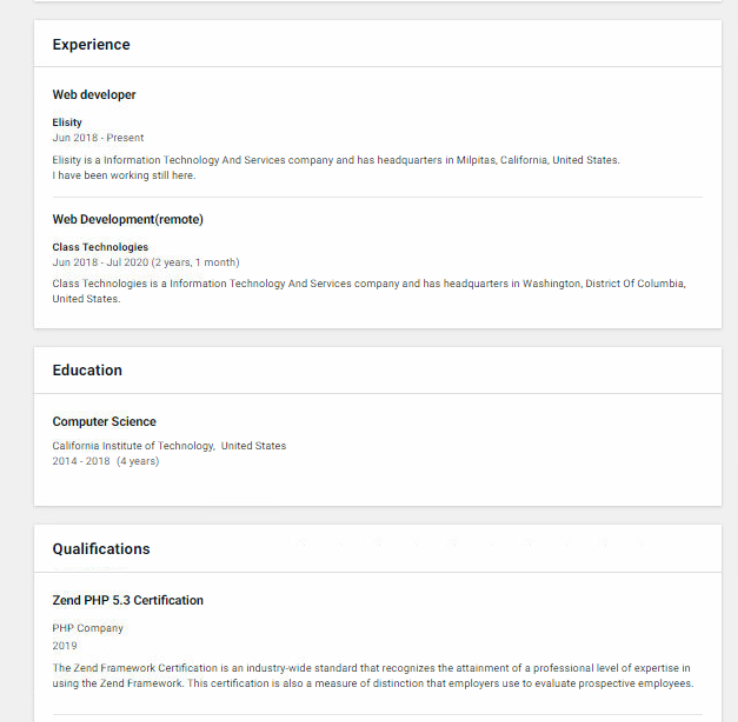 Experience
Web developer
Elisity
Jun 2018 - Present
Elisity is a Information Technology And Services company and has headquarters in Milpitas, California, United States.
I have been working still here.
Web Development(remote)
Class Technologies
Jun 2018 - Jul 2020 (2 years, 1 month)
Class Technologies is a Information Technology And Services company and has headquarters in Washington, District Of Columbia,
United States.
Education
Computer Science
California Institute of Technology, United States
2014 - 2018 (4 years)
Qualifications
Zend PHP 5.3 Certification
PHP Company
2019
The Zend Framework Certification is an industry-wide standard that recognizes the attainment of a professional level of expertise in
using the Zend Framework. This certification is also a measure of distinction that employers use to evaluate prospective employees.